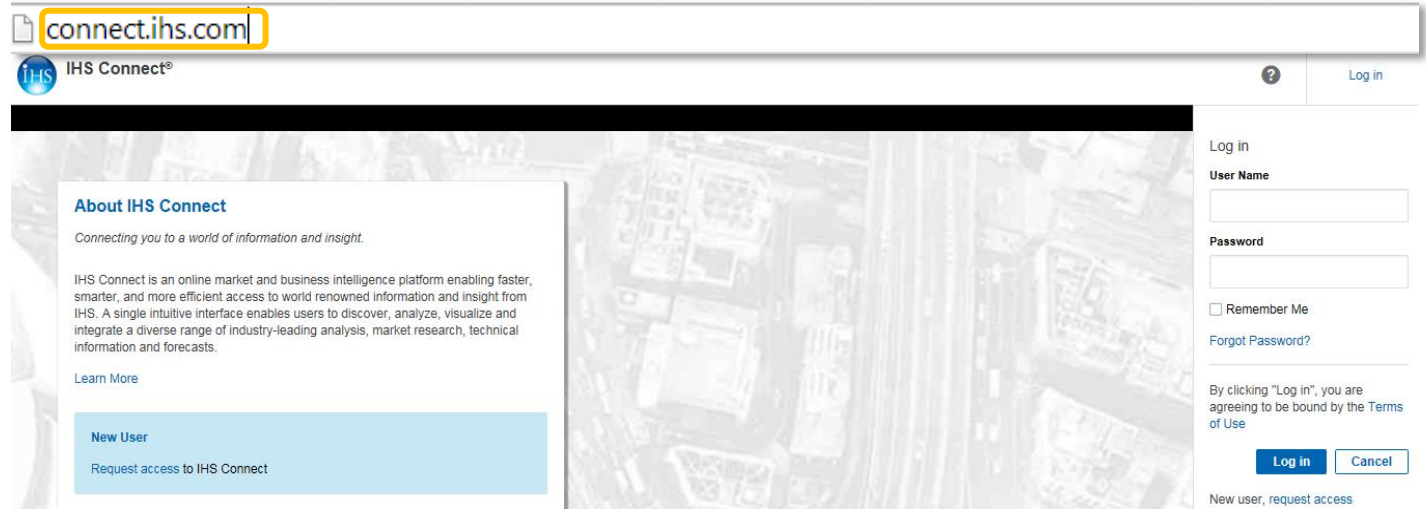 connect.ihs.com
IHS
IHS Connect®
?
Log in
About IHS Connect
Connecting you to a world of information and insight.
IHS Connect is an online market and business intelligence platform enabling faster,
smarter, and more efficient access to world renowned information and insight from
IHS. A single intuitive interface enables users to discover, analyze, visualize and
integrate a diverse range of industry-leading analysis, market research, technical
information and forecasts.
Learn More
New User
Request access to IHS Connect
Log in
User Name
Password
Remember Me
Forgot Password?
By clicking "Log in", you are
agreeing to be bound by the Terms
of Use
Log in
Cancel
New user, request access